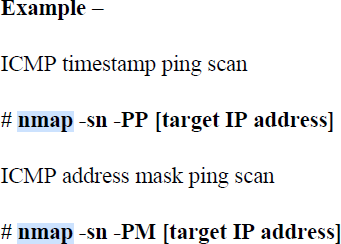 Example –
ICMP timestamp ping scan
# nmap -sn -PP [target IP address]
ICMP address mask ping scan
# nmap -sn -PM [target IP address]